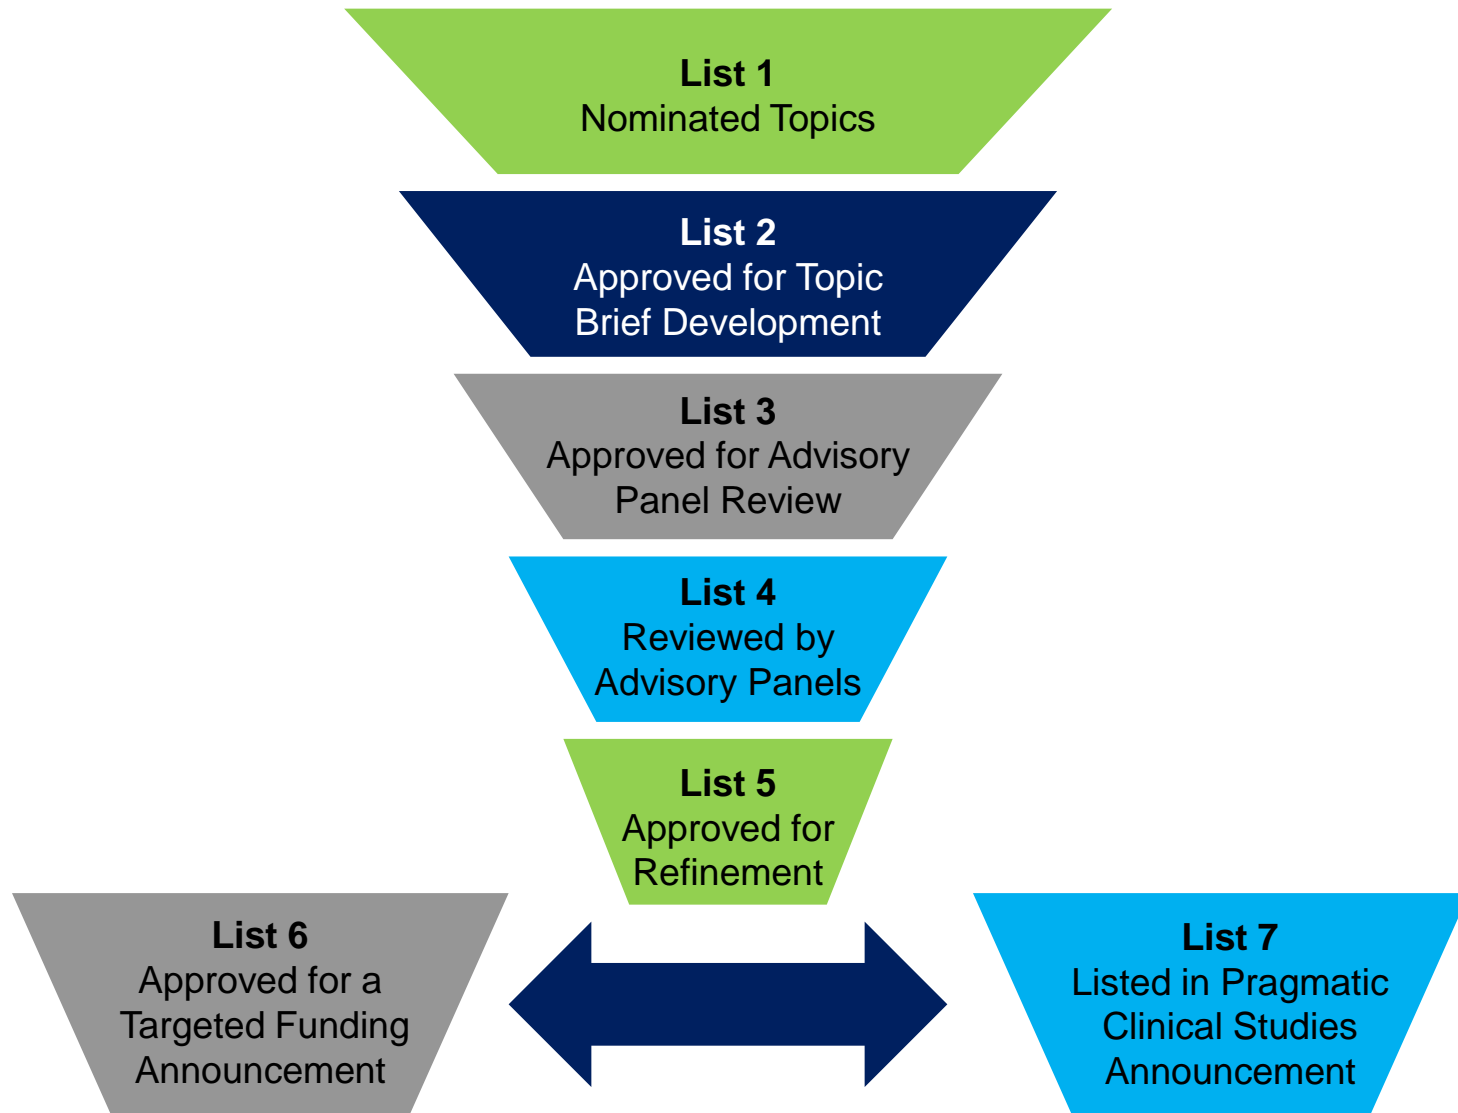 List 1
Nominated Topics
List 2
Approved for Topic
Brief Development
List 3
Approved for Advisory
Panel Review
List 4
Reviewed by
Advisory Panels
List 5
Approved for
Refinement
List 6
Approved for a
Targeted Funding
Announcement
List 7
Listed in Pragmatic
Clinical Studies
Announcement